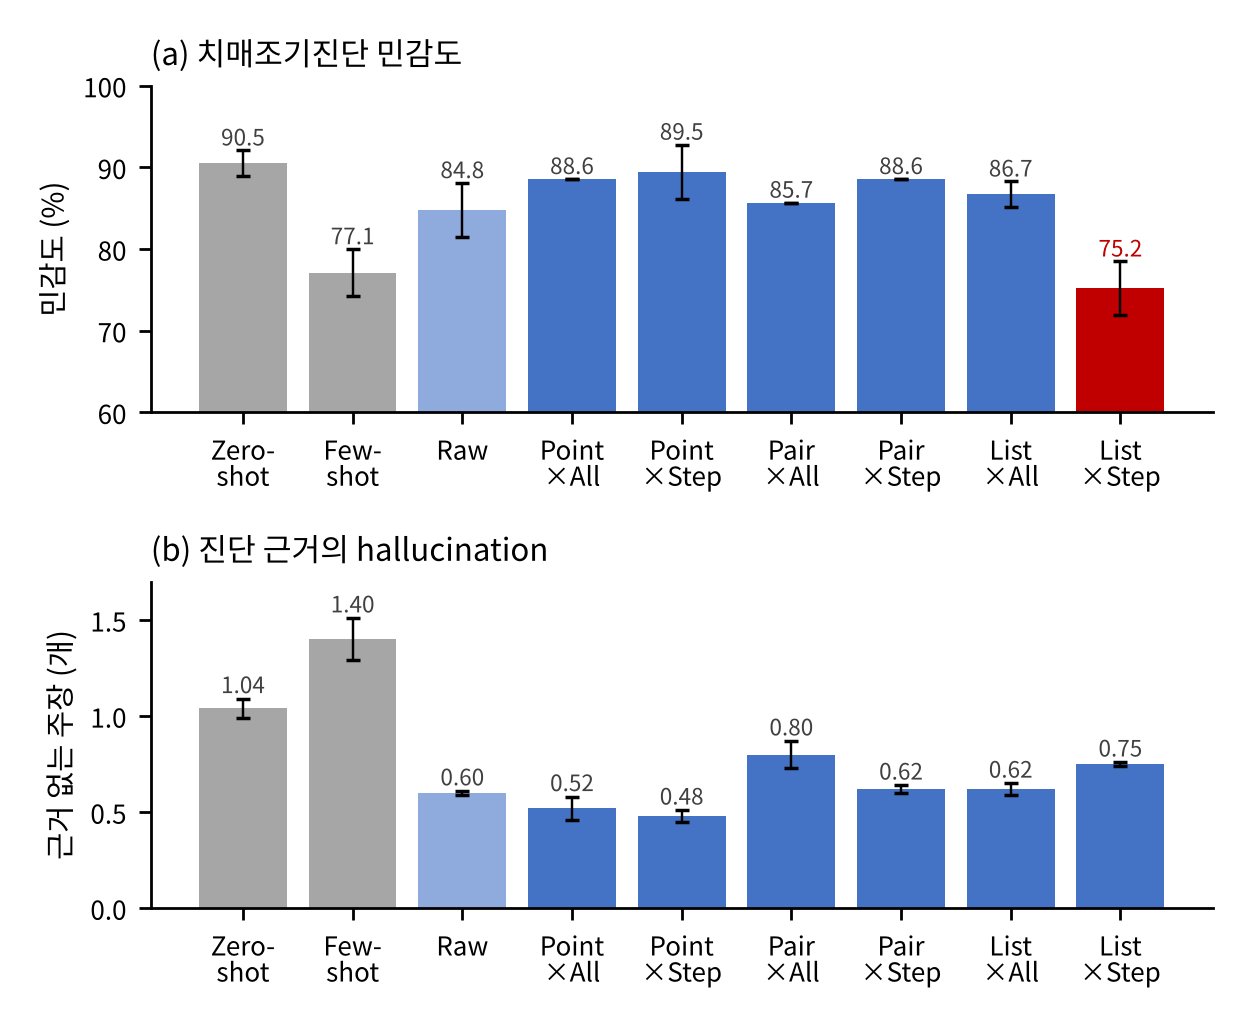 (a) 치매조기진단 민감도
민감도 (%)
100
90
80
70
60
90.5
77.1
84.8
88.6
89.5
85.7
88.6
86.7
75.2
Zero-
shot
Few-
shot
Raw
Point
×All
Point
×Step
Pair
×All
Pair
×Step
List
×All
List
×Step
(b) 진단 근거의 hallucination
근거 없는 주장 (개)
1.5
1.0
0.5
0.0
1.04
1.40
0.60
0.52
0.48
0.80
0.62
0.62
0.75
Zero-
shot
Few-
shot
Raw
Point
×All
Point
×Step
Pair
×All
Pair
×Step
List
×All
List
×Step